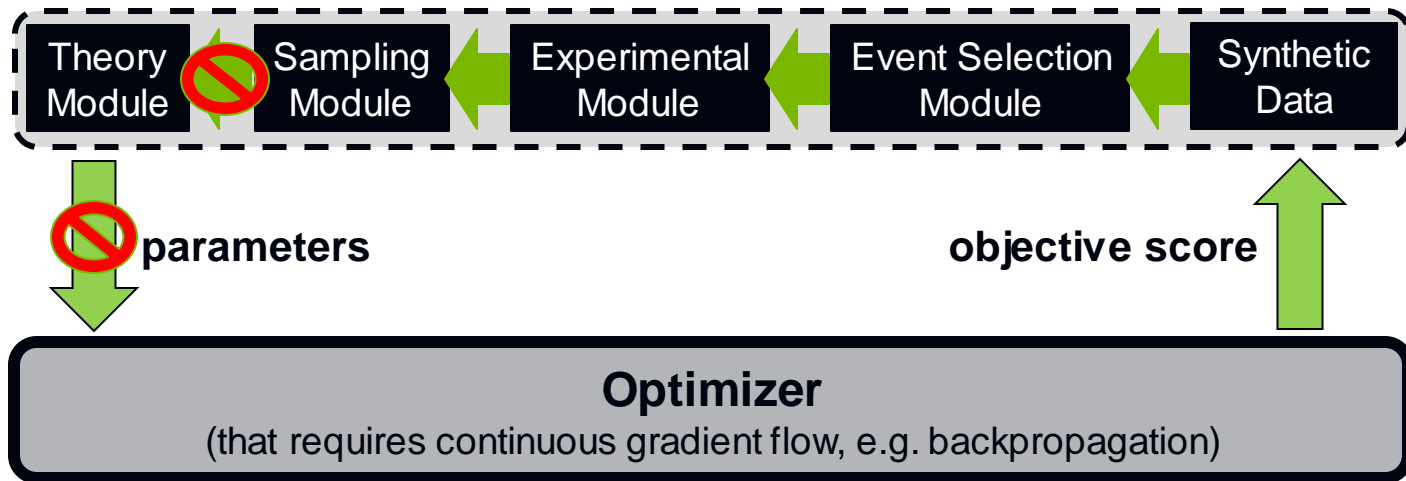 Theory
Module
Sampling
Module
Experimental
Module
Event Selection
Module
Synthetic
Data
parameters
objective score
Optimizer
(that requires continuous gradient flow, e.g. backpropagation)